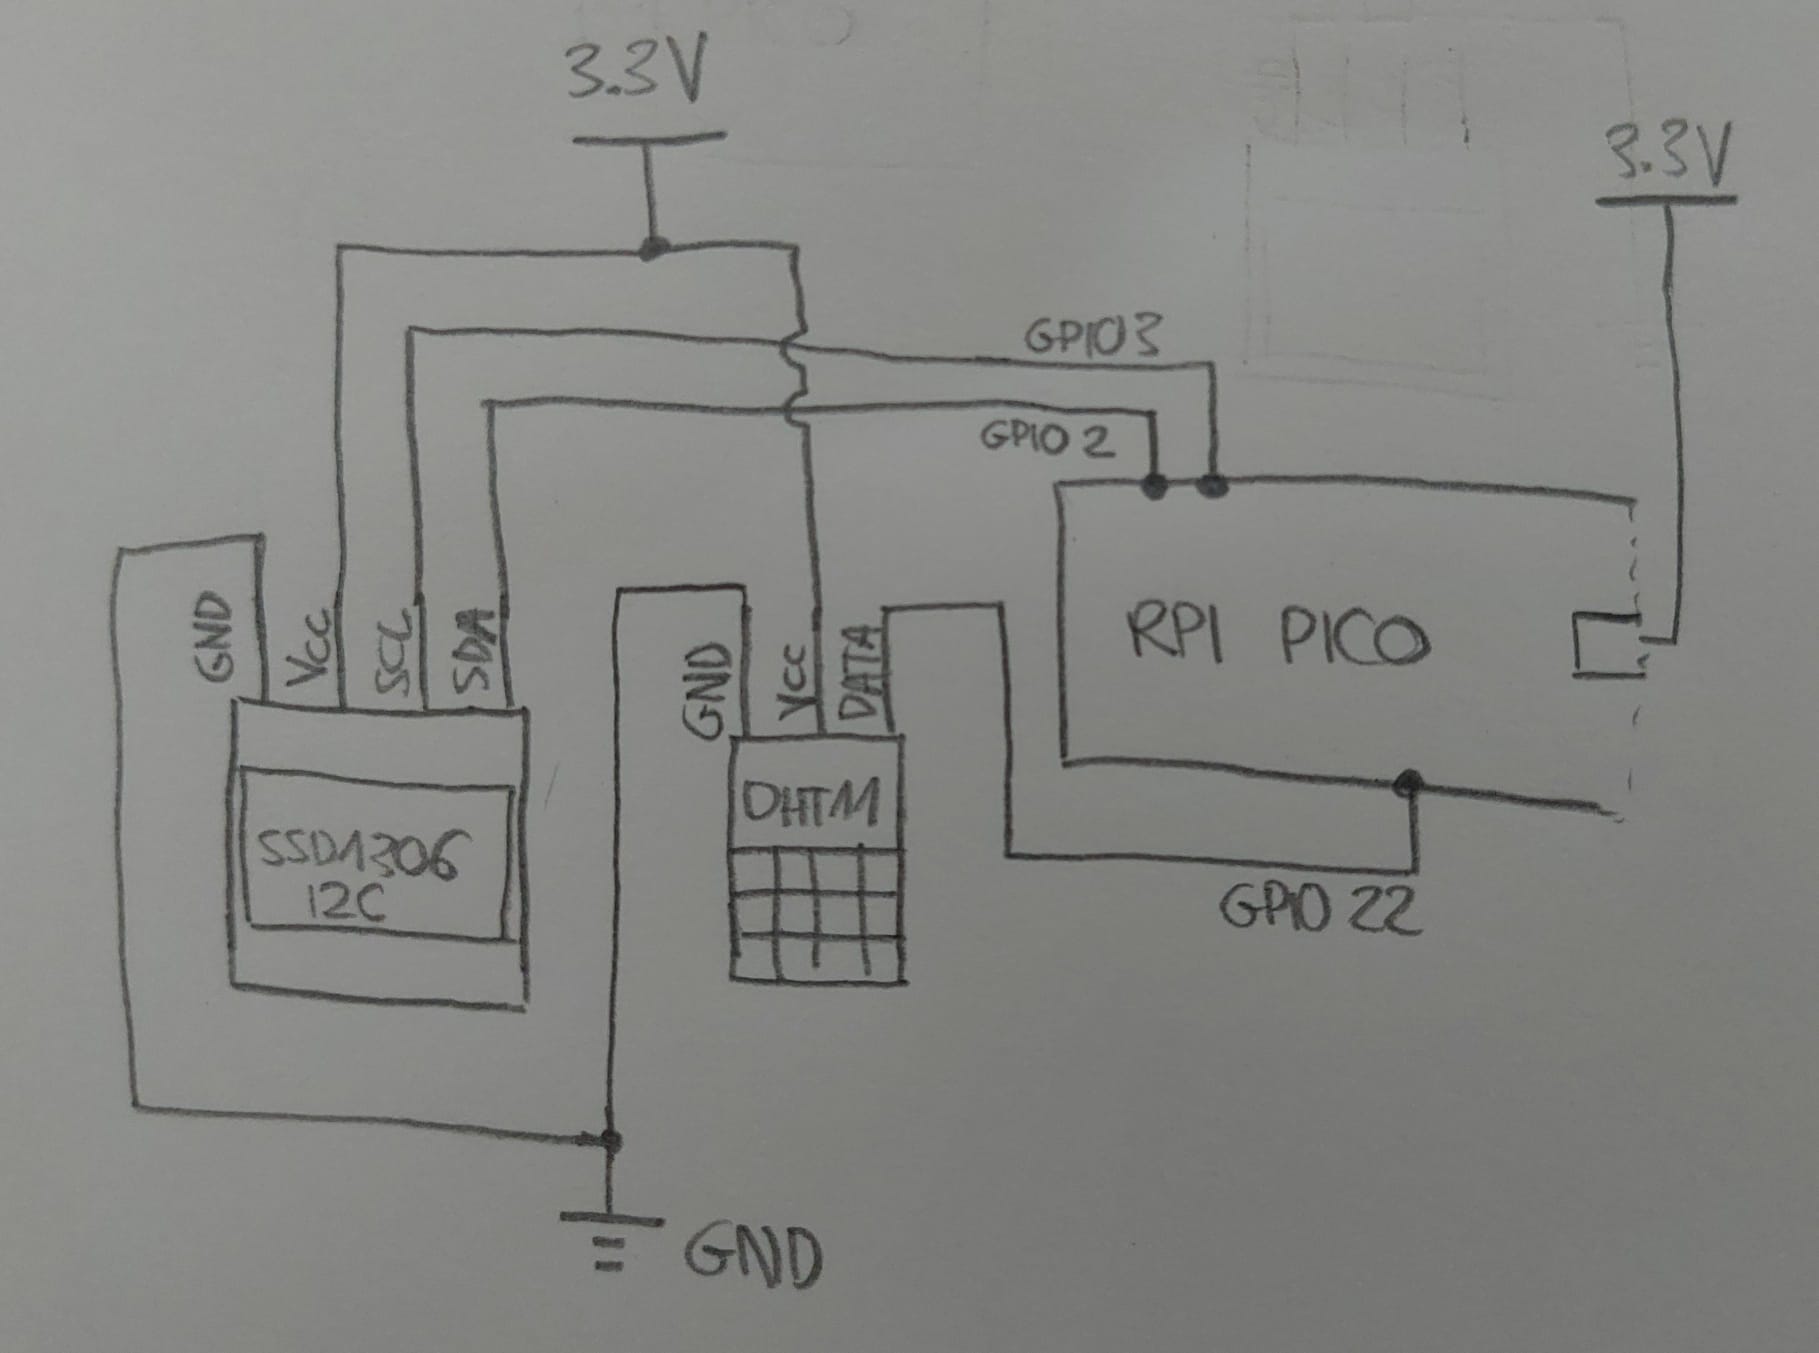 3.3V
3.3V
GPIO3
GPIO 2
GND
Vcc
SCL
SDA
GND
Vcc
DATA
RPI PICO
DHT11
SSD1306
I2C
GPIO 22
GND